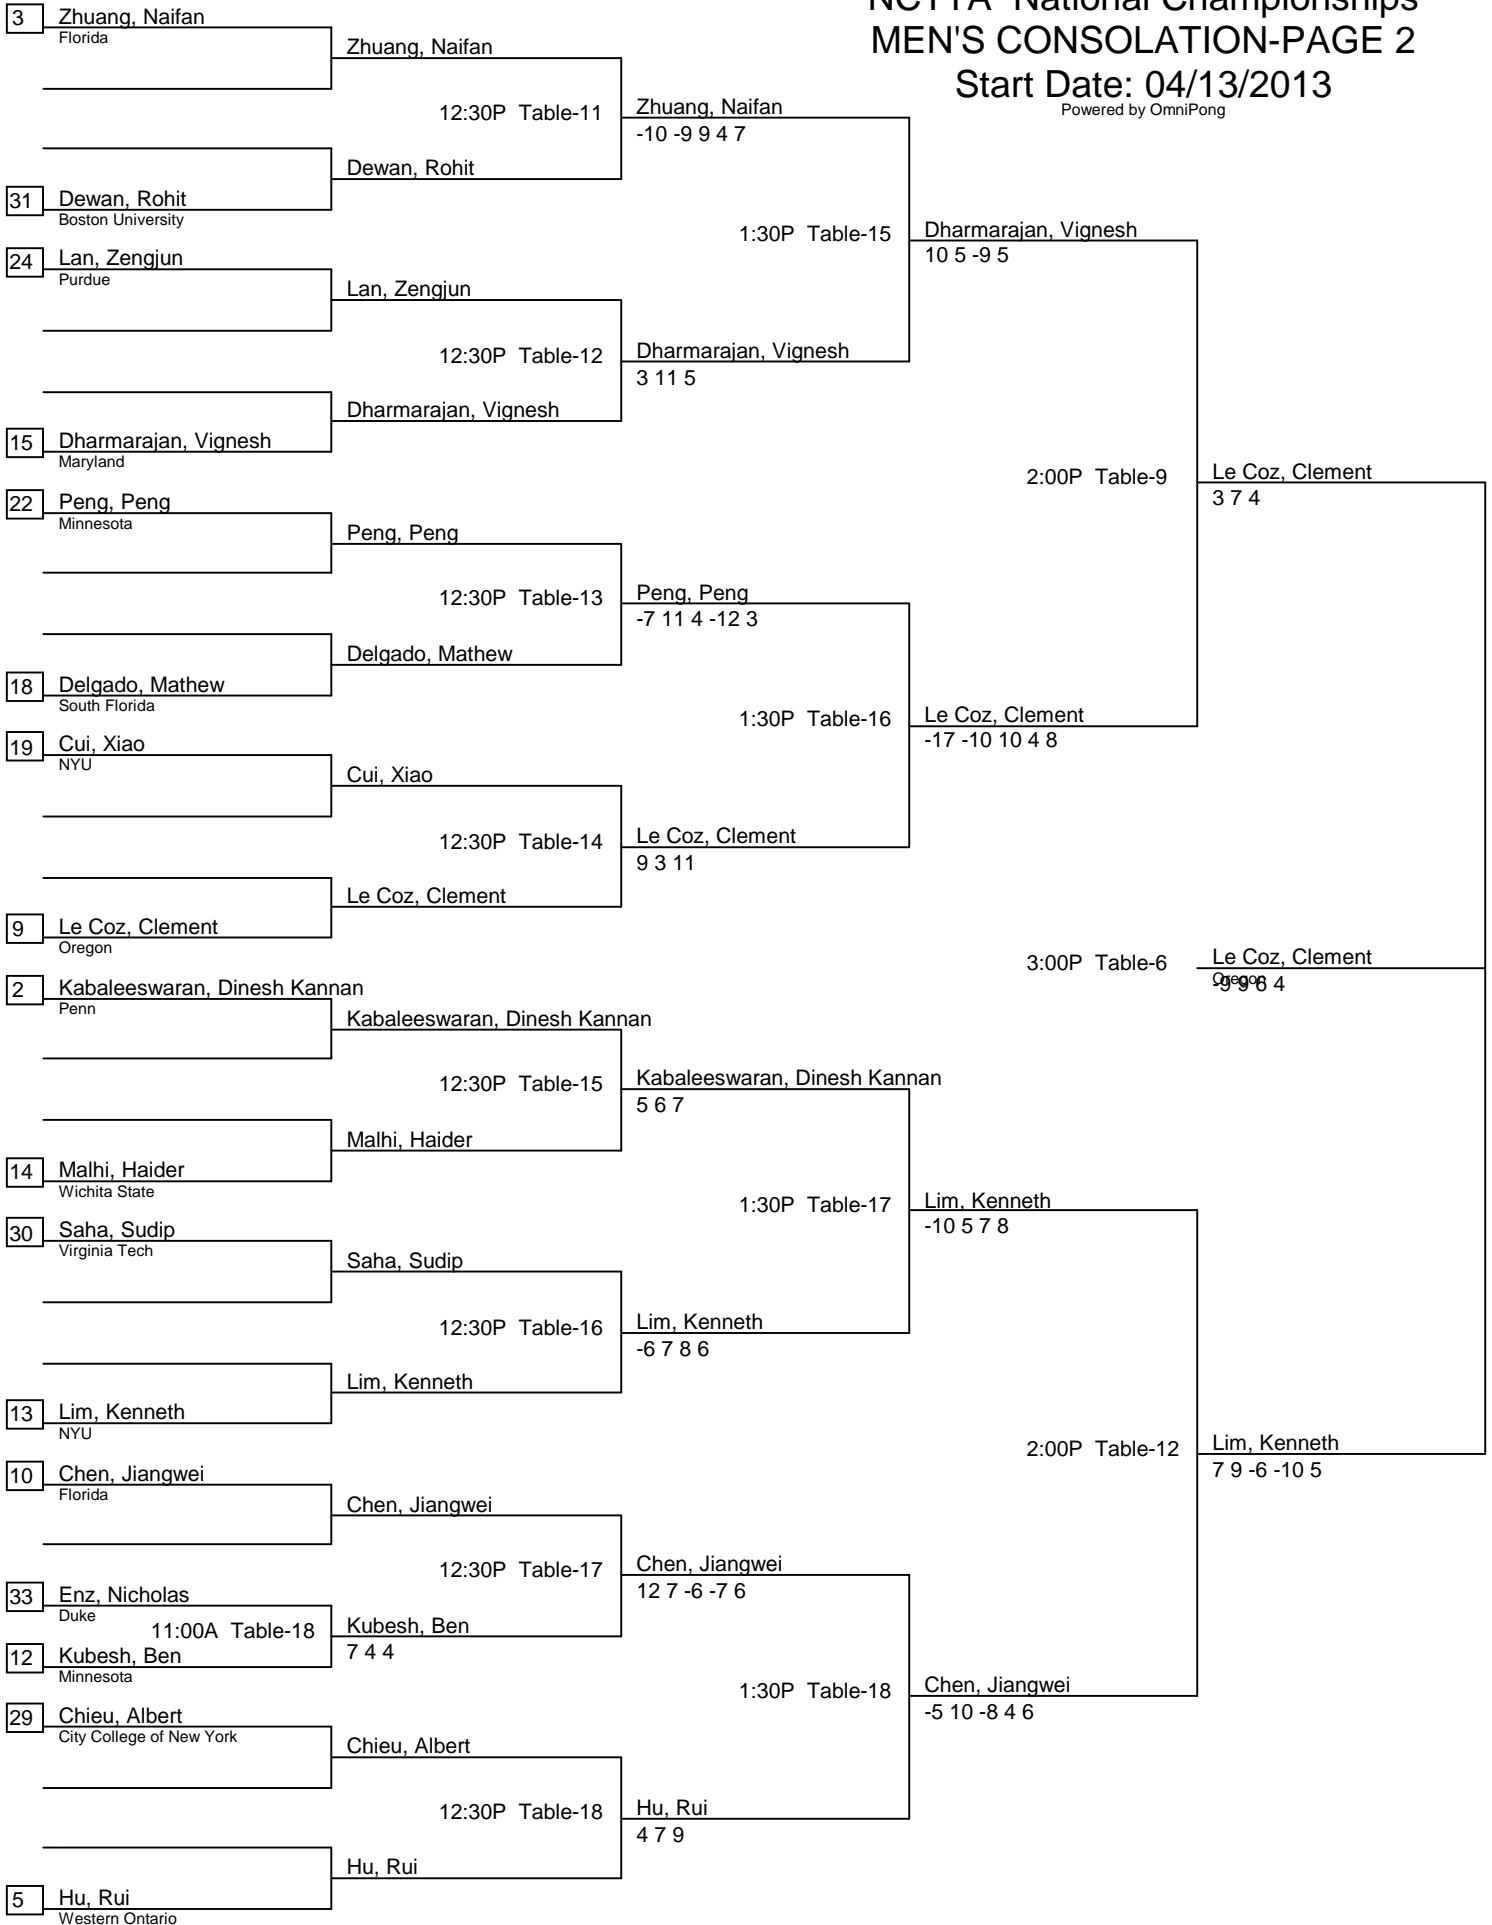 NCTTA National Championships
MEN'S CONSOLATION-PAGE 2
Start Date: 04/13/2013
Powered by OmniPong
3 Zhuang, Naifan
Florida
Zhuang, Naifan
12:30P Table-11
Zhuang, Naifan
-10 -9 9 4 7
Dewan, Rohit
31 Dewan, Rohit
Boston University
1:30P Table-15
Dharmarajan, Vignesh
10 5 -9 5
24 Lan, Zengjun
Purdue
Lan, Zengjun
12:30P Table-12
Dharmarajan, Vignesh
3 11 5
Dharmarajan, Vignesh
15 Dharmarajan, Vignesh
Maryland
2:00P Table-9
Le Coz, Clement
3 7 4
22 Peng, Peng
Minnesota
Peng, Peng
12:30P Table-13
Peng, Peng
-7 11 4 -12 3
Delgado, Mathew
18 Delgado, Mathew
South Florida
1:30P Table-16
Le Coz, Clement
-17 -10 10 4 8
19 Cui, Xiao
NYU
Cui, Xiao
12:30P Table-14
Le Coz, Clement
9 3 11
Le Coz, Clement
9 Le Coz, Clement
Oregon
3:00P Table-6
Le Coz, Clement
Oregon
-9 9 6 4
2 Kabaleeswaran, Dinesh Kannan
Penn
Kabaleeswaran, Dinesh Kannan
12:30P Table-15
Kabaleeswaran, Dinesh Kannan
5 6 7
Malhi, Haider
14 Malhi, Haider
Wichita State
1:30P Table-17
Lim, Kenneth
-10 5 7 8
30 Saha, Sudip
Virginia Tech
Saha, Sudip
12:30P Table-16
Lim, Kenneth
-6 7 8 6
Lim, Kenneth
13 Lim, Kenneth
NYU
2:00P Table-12
Lim, Kenneth
7 9 -6 -10 5
10 Chen, Jiangwei
Florida
Chen, Jiangwei
12:30P Table-17
Chen, Jiangwei
12 7 -6 -7 6
33 Enz, Nicholas
Duke
11:00A Table-18
Kubesh, Ben
7 4 4
12 Kubesh, Ben
Minnesota
1:30P Table-18
Chen, Jiangwei
-5 10 -8 4 6
29 Chieu, Albert
City College of New York
Chieu, Albert
12:30P Table-18
Hu, Rui
4 7 9
Hu, Rui
5 Hu, Rui
Western Ontario